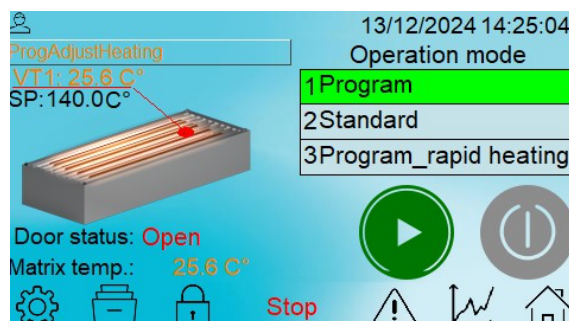 13/12/2024 14:25:04
ProgAdjustHeating
Operation mode
VT1: 25.6 C°
SP:140.0C°
1Program
2Standard
3Program_rapid heating
Door status: Open
Matrix temp.: 25.6 C°
Stop